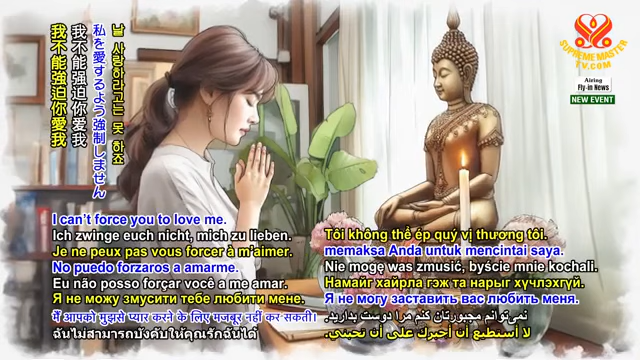 我不能強迫你愛我
我不能强迫你爱我
私を愛するよう強制しません
날 사랑하라고는 못 하죠
SUPREME MASTER
TV.COM
Airing
Fly-in News
NEW EVENT
I can't force you to love me.
Ich zwinge euch nicht, mich zu lieben.
Je ne peux pas vous forcer à m'aimer.
No puedo forzaros a amarme.
Eu não posso forçar você a me amar.
Я не можу змусити тебе любити мене.
मैं आपको मुझसे प्यार करने के लिए मजबूर नहीं कर सकती।
ฉันไม่สามารถบังคับให้คุณรักฉันได้
Tôi không thể ép quý vị thương tôi.
memaksa Anda untuk mencintai saya.
Nie mogę was zmusić, byście mnie kochali.
Намайг хайрла гэж та нарыг хүчлэхгүй.
Я не могу заставить вас любить меня.
نمی‌توانم مجبورتان کنم مرا دوست بدارید.
لا أستطيع أن أجبرك على أن تحبني.